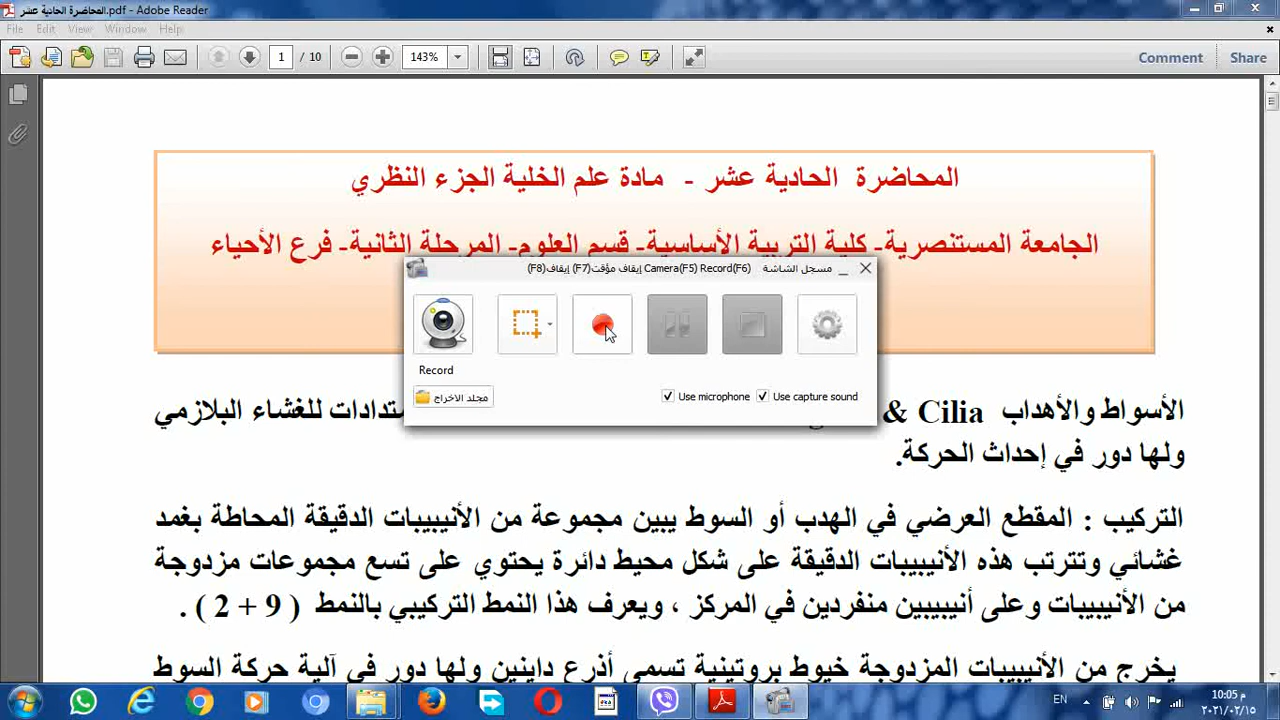 المحاضرة الحادية عشر.pdf - Adobe Reader
File Edit View Window Help
1 / 10 143% Comment Share
المحاضرة الحادية عشر - مادة علم الخلية الجزء النظري
الجامعة المستنصرية- كلية التربية الأساسية- قسم العلوم- المرحلة الثانية- فرع الأحياء
مسجل الشاشة Camera(F5) Record(F6) إيقاف مؤقت(F7) إيقاف(F8)
Record
مجلد الاخراج Use microphone Use capture sound
الأسواط والأهداب & Cilia للغشاء البلازمي
ولها دور في إحداث الحركة.
التركيب : المقطع العرضي في الهدب أو السوط يبين مجموعة من الأنيبيبات الدقيقة المحاطة بغمد
غشائي وتترتب هذه الأنيبيبات الدقيقة على شكل محيط دائرة يحتوي على تسع مجموعات مزدوجة
من الأنيبيبات وعلى أنيبيبين منفردين في المركز ، ويعرف هذا النمط التركيبي بالنمط ( 9 + 2 ) .
يخرج من الأنيبيبات المزدوجة خيوط بروتينية تسمى أذرع داينين ولها دور في آلية حركة السوط
EN
10:05 م
٢٠٢١/٠٢/١٥